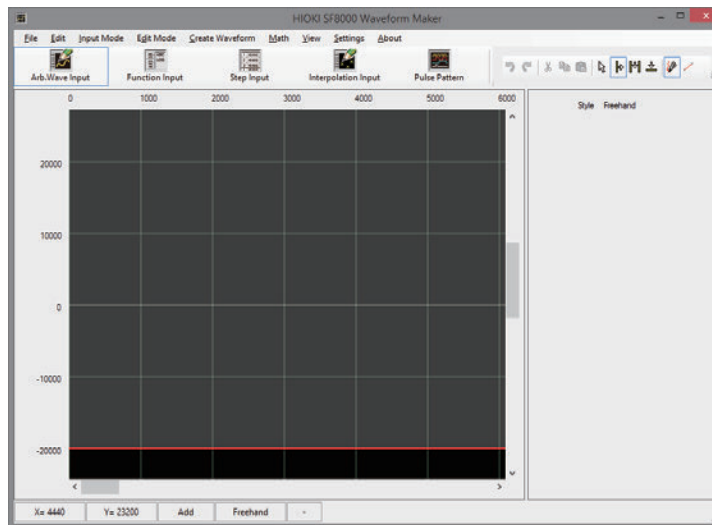 HIOKI SF8000 Waveform Maker
File Edit Input Mode Edit Mode Create Waveform Math View Settings About
Arb.Wave Input Function Input Step Input Interpolation Input Pulse Pattern
0 1000 2000 3000 4000 5000 6000
Style Freehand
20000
10000
0
-10000
-20000
X= 4440 Y= 23200 Add Freehand -